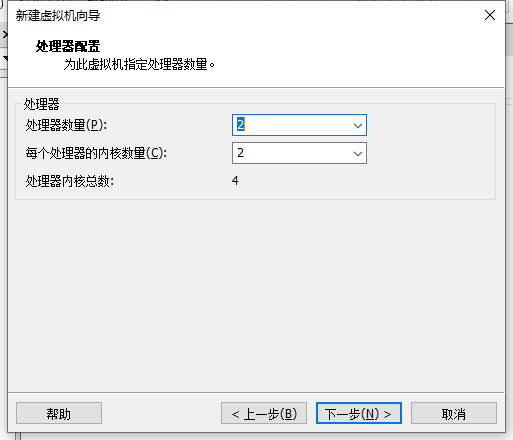 新建虚拟机向导
处理器配置
为此虚拟机指定处理器数量。
处理器
处理器数量(P):
2
每个处理器的内核数量(C):
2
处理器内核总数:
4
帮助
< 上一步(B)
下一步(N) >
取消